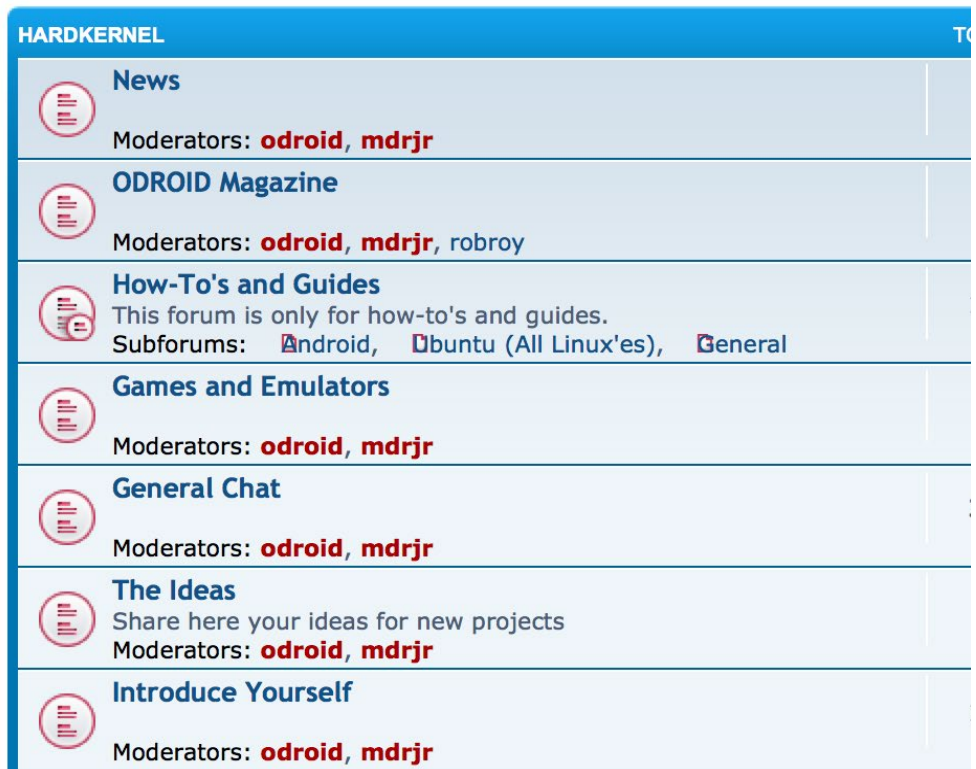 HARDKERNEL
News
Moderators: odroid, mdrjr
ODROID Magazine
Moderators: odroid, mdrjr, robroy
How-To's and Guides
This forum is only for how-to's and guides.
Subforums: Android, Ubuntu (All Linux'es), General
Games and Emulators
Moderators: odroid, mdrjr
General Chat
Moderators: odroid, mdrjr
The Ideas
Share here your ideas for new projects
Moderators: odroid, mdrjr
Introduce Yourself
Moderators: odroid, mdrjr